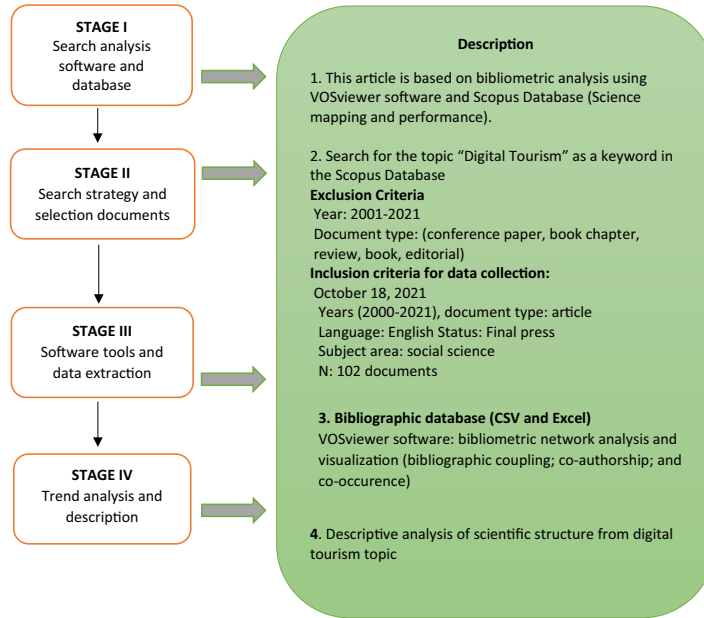 STAGE I
Search analysis
software and
database
STAGE II
Search strategy and
selection documents
STAGE III
Software tools and
data extraction
STAGE IV
Trend analysis and
description
Description
1. This article is based on bibliometric analysis using
VOSviewer software and Scopus Database (Science
mapping and performance).
2. Search for the topic “Digital Tourism” as a keyword in
the Scopus Database
Exclusion Criteria
Year: 2001-2021
Document type: (conference paper, book chapter,
review, book, editorial)
Inclusion criteria for data collection:
October 18, 2021
Years (2000-2021), document type: article
Language: English Status: Final press
Subject area: social science
N: 102 documents
3. Bibliographic database (CSV and Excel)
VOSviewer software: bibliometric network analysis and
visualization (bibliographic coupling; co-authorship; and
co-occurence)
4. Descriptive analysis of scientific structure from digital
tourism topic